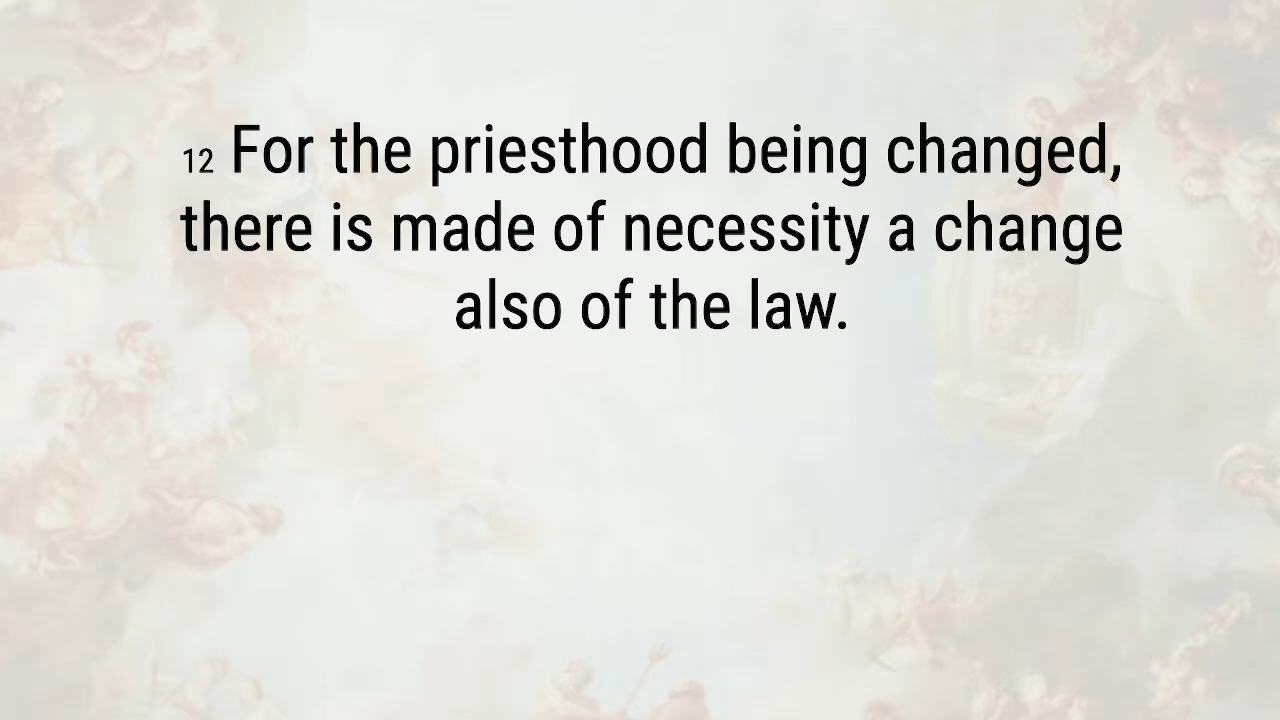 12 For the priesthood being changed,
there is made of necessity a change
also of the law.